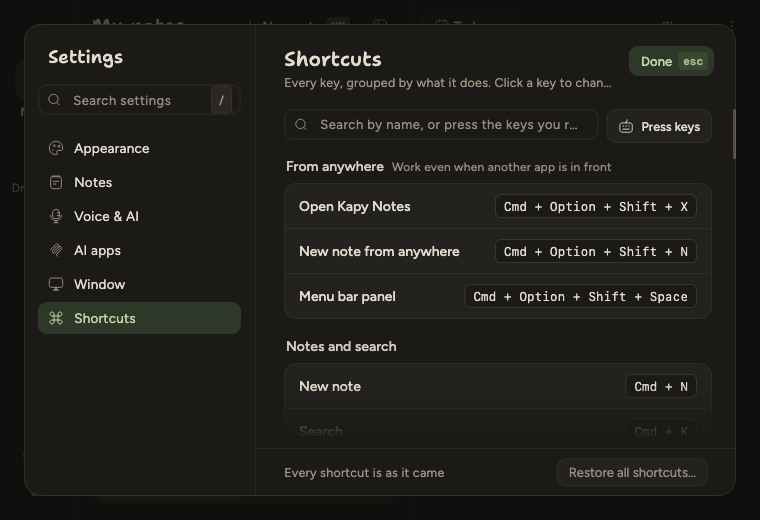 Settings
Search settings /
Appearance
Notes
Voice & AI
AI apps
Window
Shortcuts
Shortcuts
Every key, grouped by what it does. Click a key to chan...
Done esc
Search by name, or press the keys you r...
Press keys
From anywhere Work even when another app is in front
Open Kapy Notes Cmd + Option + Shift + X
New note from anywhere Cmd + Option + Shift + N
Menu bar panel Cmd + Option + Shift + Space
Notes and search
New note Cmd + N
Search Cmd + K
Every shortcut is as it came
Restore all shortcuts...